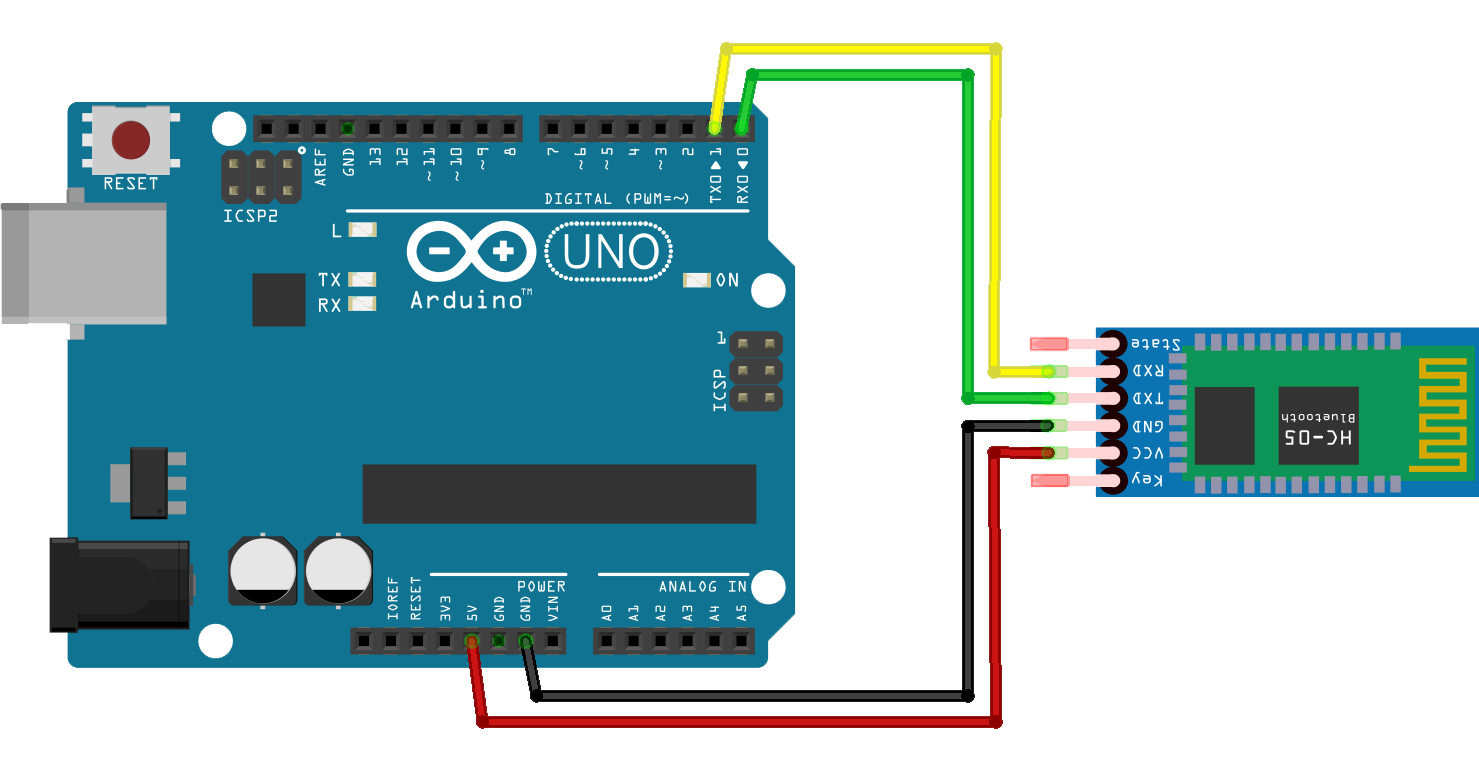 RESET
ICSP2
AREF
GND
13
12
~11
~10
~9
8
7
~6
~5
4
~3
2
TX0▶1
RX0◀0
DIGITAL (PWM=~)
L
TX
RX
Arduino™
UNO
ON
1
ICSP
IOREF
RESET
3V3
5V
GND
GND
VIN
POWER
ANALOG IN
A0
A1
A2
A3
A4
A5
State
RXD
TXD
GND
VCC
Key
HC-05
Bluetooth